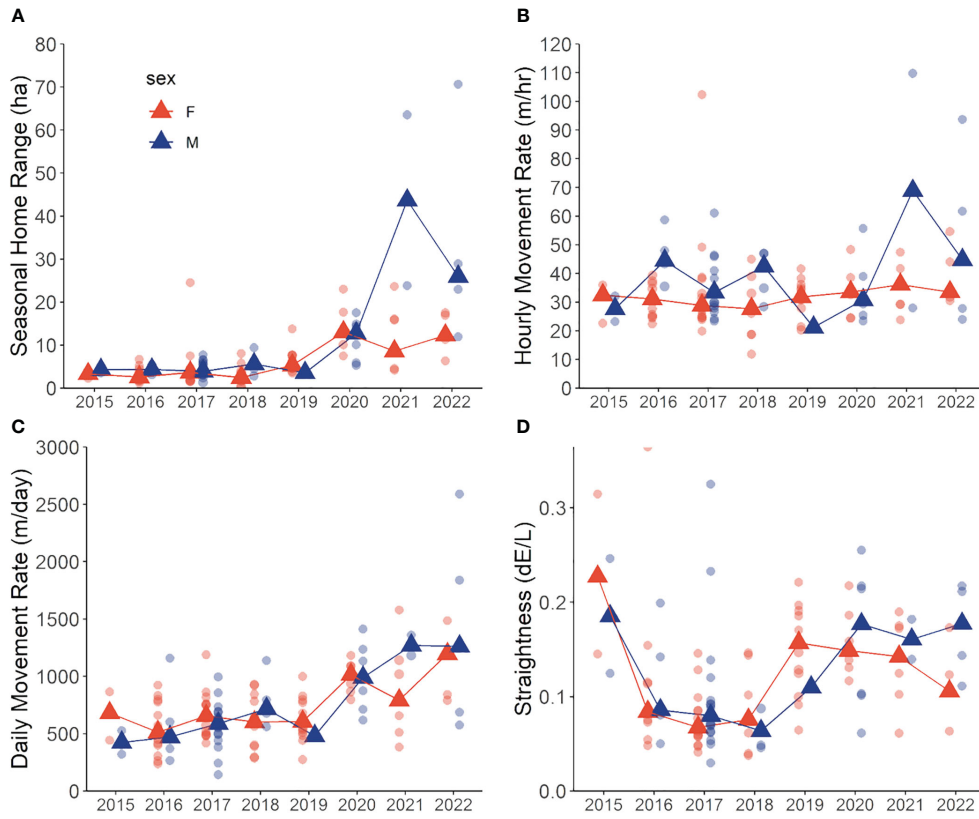 A
Seasonal Home Range (ha)
80
70
60
50
40
30
20
10
0
sex
F
M
2015 2016 2017 2018 2019 2020 2021 2022
B
Hourly Movement Rate (m/hr)
120
110
100
90
80
70
60
50
40
30
20
10
0
2015 2016 2017 2018 2019 2020 2021 2022
C
Daily Movement Rate (m/day)
3000
2500
2000
1500
1000
500
0
2015 2016 2017 2018 2019 2020 2021 2022
D
Straightness (dE/L)
0.3
0.2
0.1
0.0
2015 2016 2017 2018 2019 2020 2021 2022